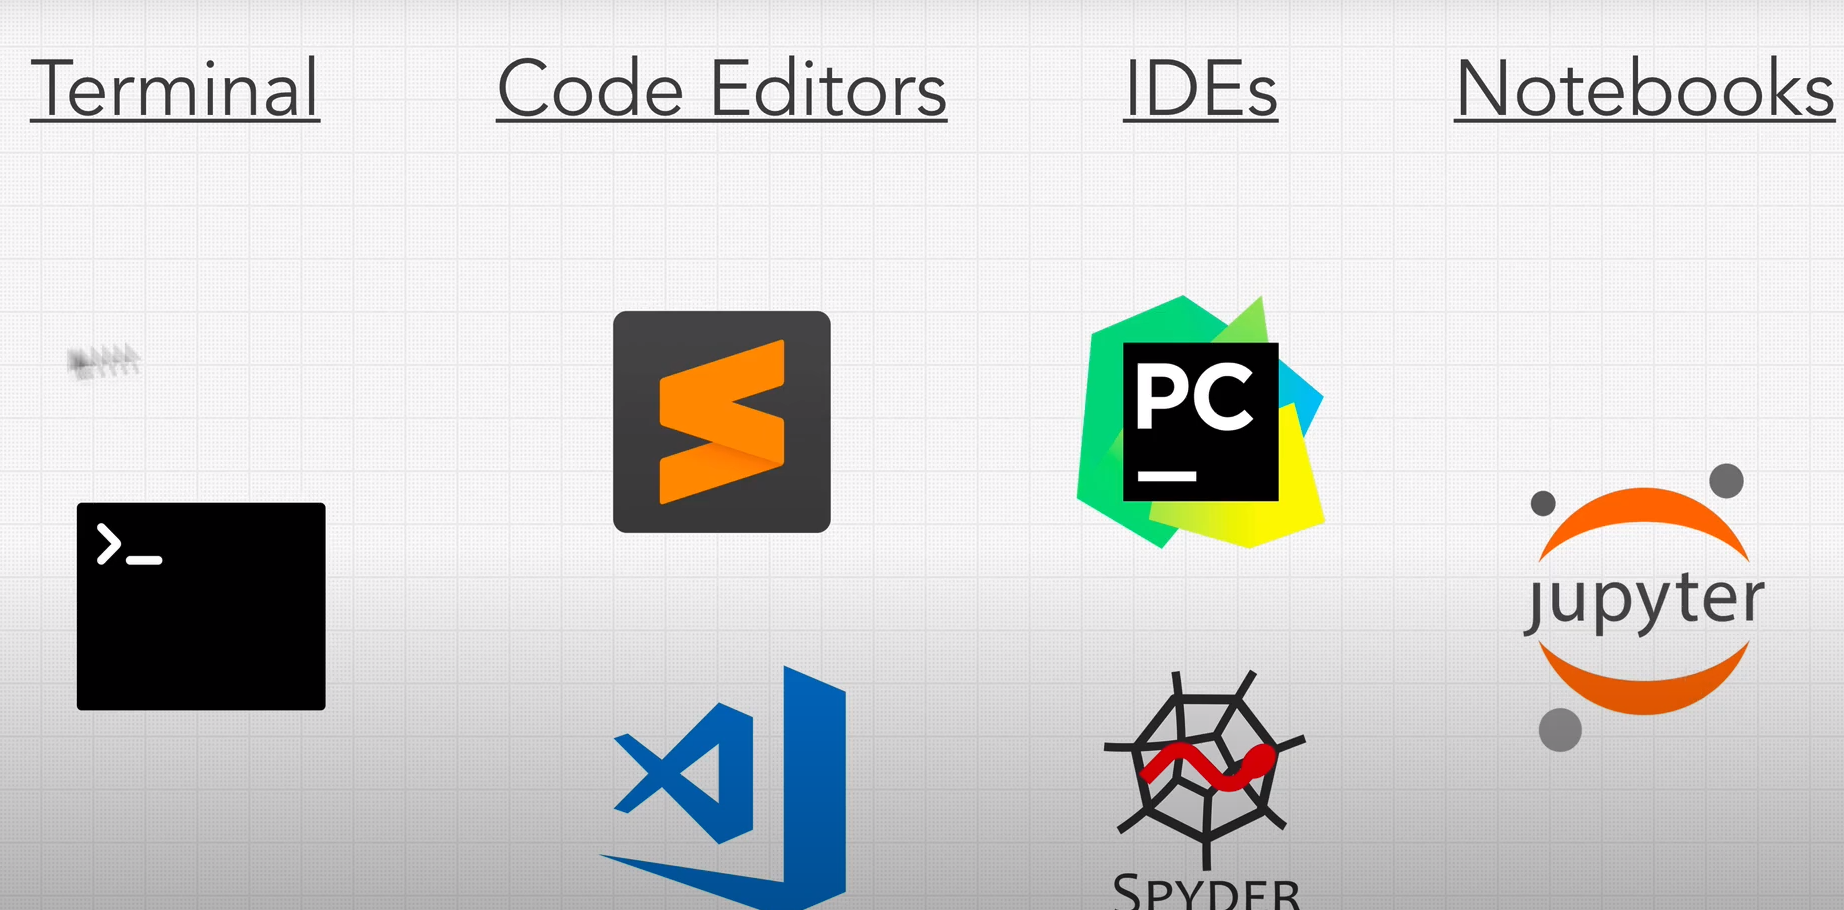 Terminal
Code Editors
IDEs
Notebooks
>_
PC
jupyter
SPYDER